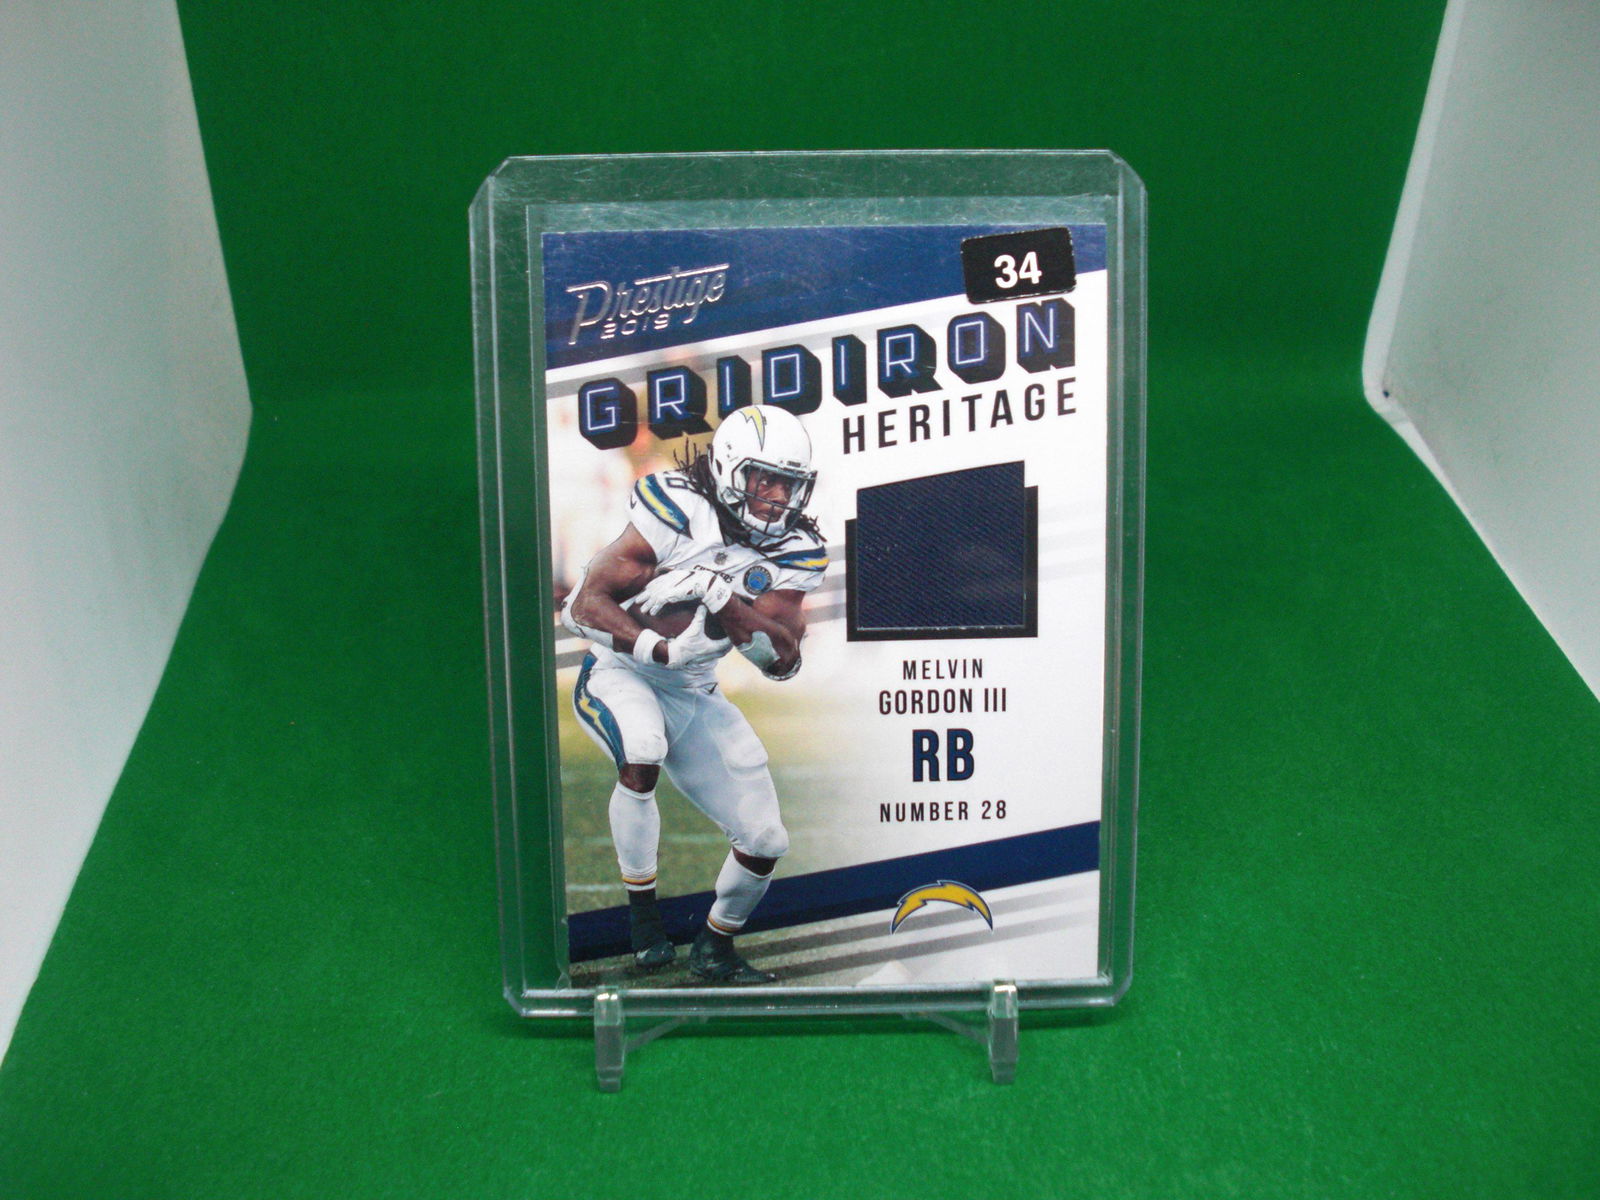 34
Prestige
2019
GRIDIRON
HERITAGE
MELVIN
GORDON III
RB
NUMBER 28